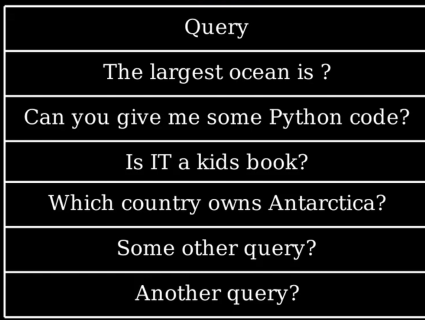 Query
The largest ocean is ?
Can you give me some Python code?
Is IT a kids book?
Which country owns Antarctica?
Some other query?
Another query?